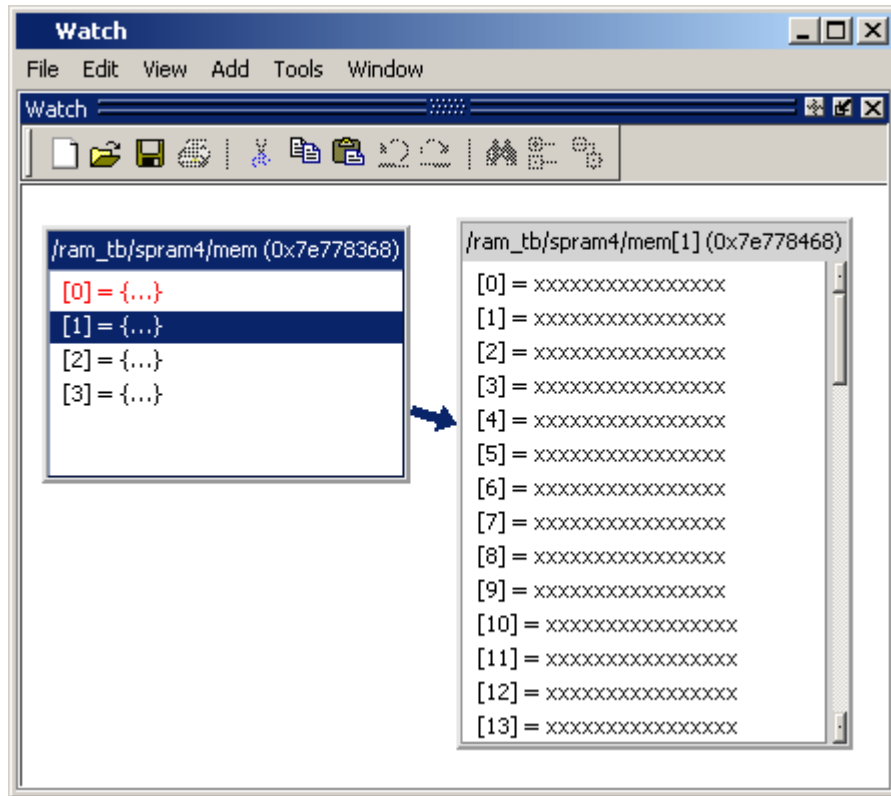 Watch
File Edit View Add Tools Window
Watch
/ram_tb/spram4/mem (0x7e778368)
[0] = {...}
[1] = {...}
[2] = {...}
[3] = {...}
/ram_tb/spram4/mem[1] (0x7e778468)
[0] = xxxxxxxxxxxxxxxx
[1] = xxxxxxxxxxxxxxxx
[2] = xxxxxxxxxxxxxxxx
[3] = xxxxxxxxxxxxxxxx
[4] = xxxxxxxxxxxxxxxx
[5] = xxxxxxxxxxxxxxxx
[6] = xxxxxxxxxxxxxxxx
[7] = xxxxxxxxxxxxxxxx
[8] = xxxxxxxxxxxxxxxx
[9] = xxxxxxxxxxxxxxxx
[10] = xxxxxxxxxxxxxxxx
[11] = xxxxxxxxxxxxxxxx
[12] = xxxxxxxxxxxxxxxx
[13] = xxxxxxxxxxxxxxxx